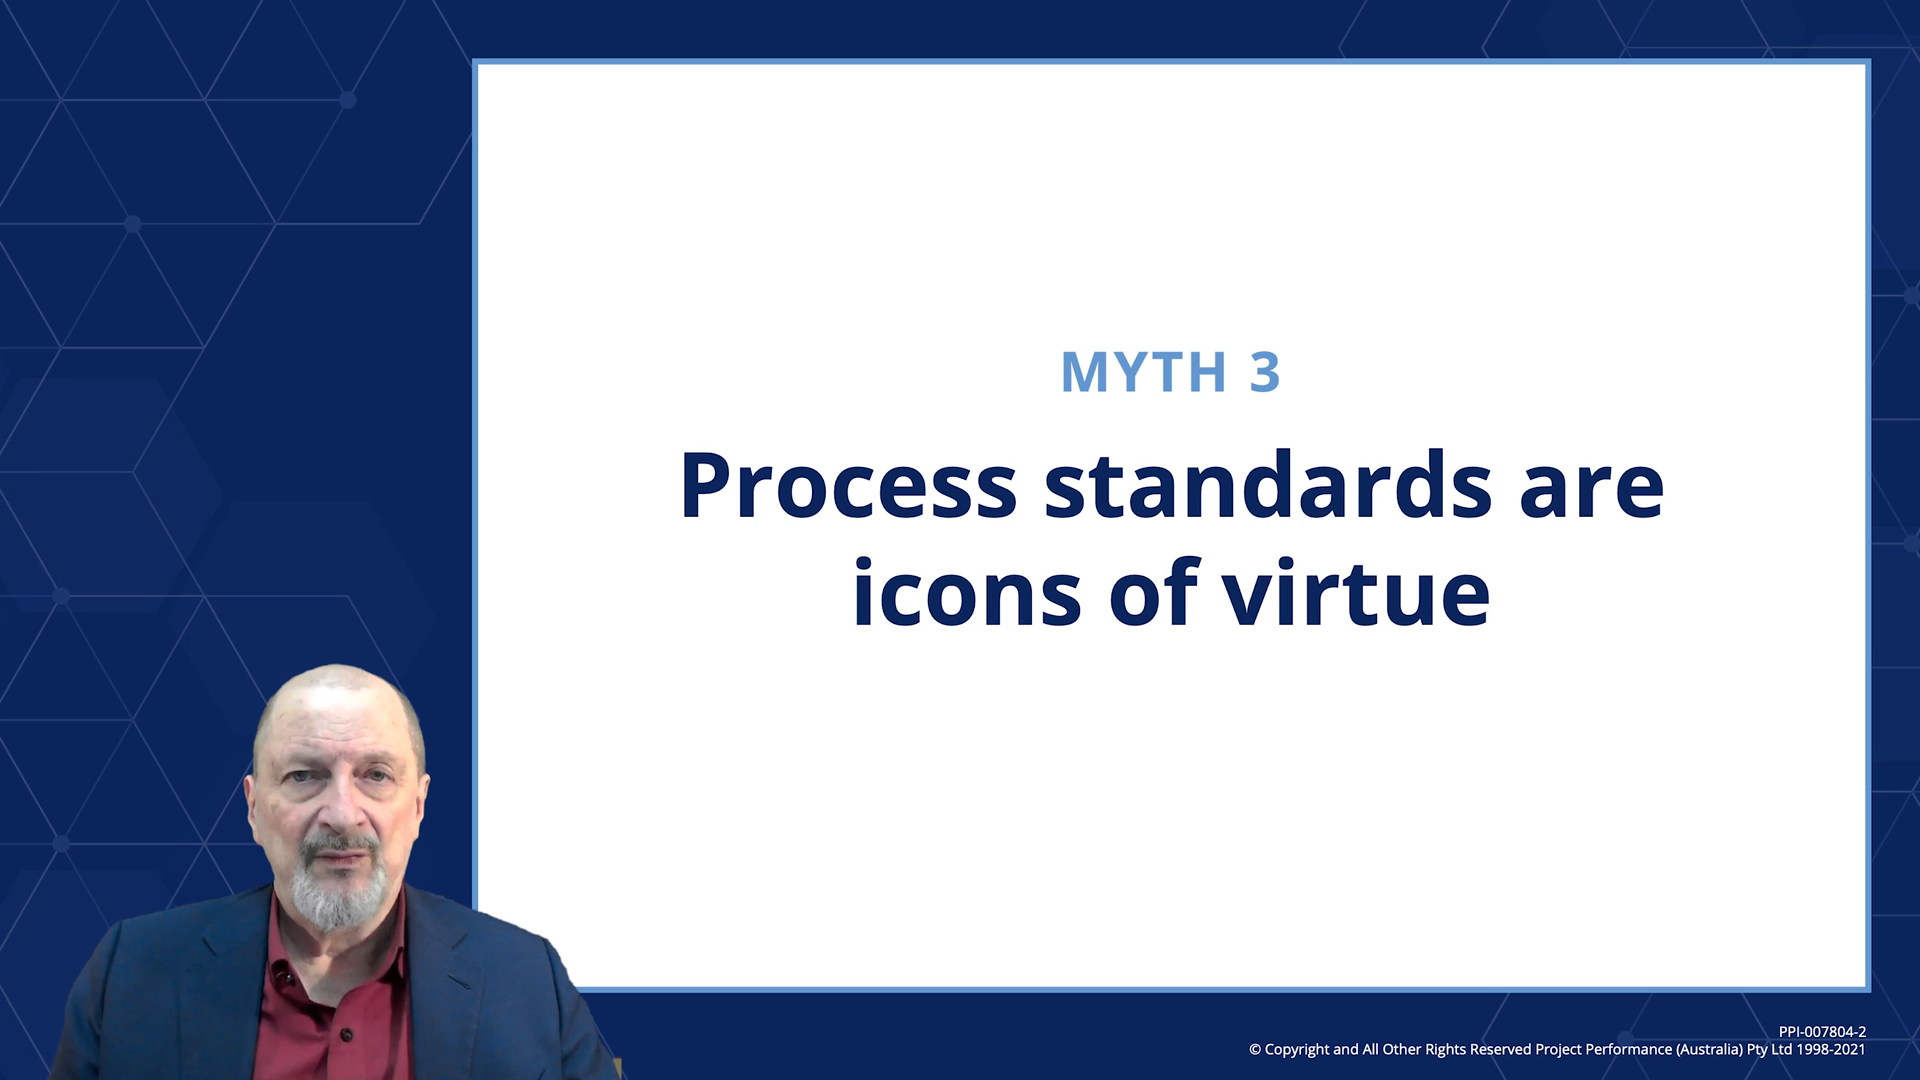 MYTH 3
Process standards are
icons of virtue
PPI-007804-2
© Copyright and All Other Rights Reserved Project Performance (Australia) Pty Ltd 1998-2021